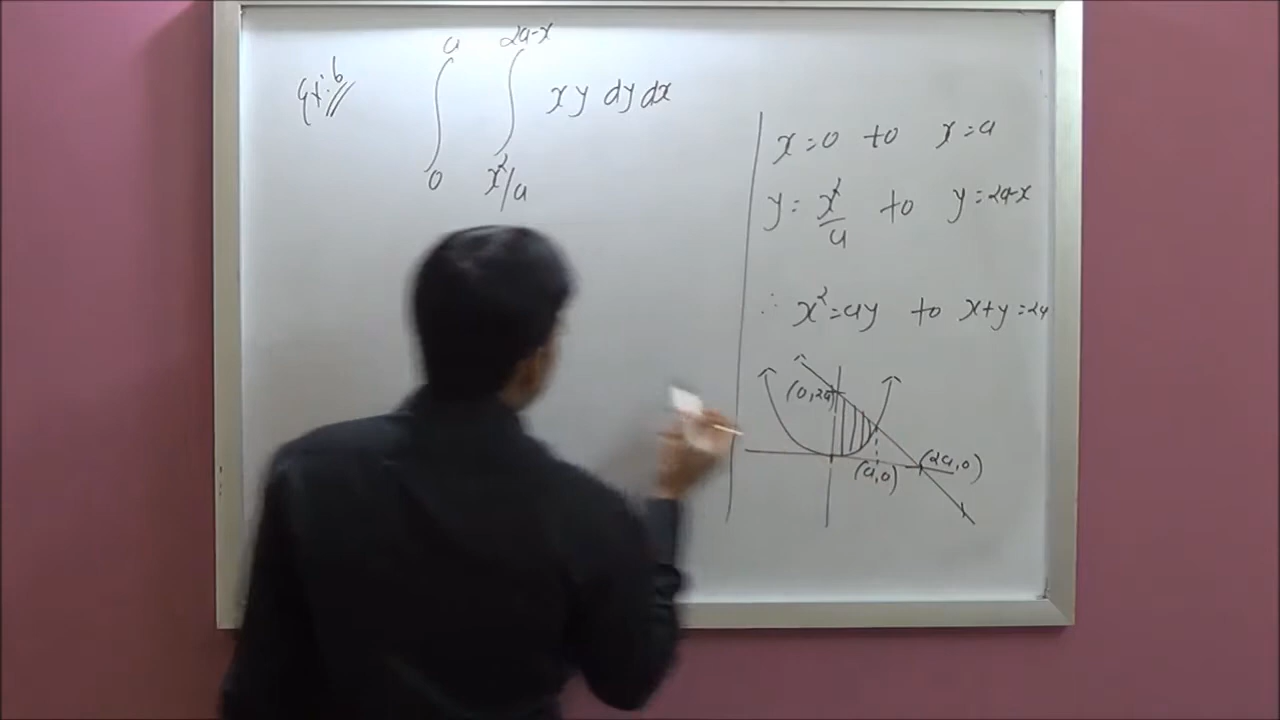 Ex:6
∫₀ᵃ ∫_{x²/a}^{2a-x} xy dy dx
x=0 to x=a
y = x²/a to y=2a-x
∴ x²=ay to x+y=2a
(0,2a)
(a,0) (2a,0)